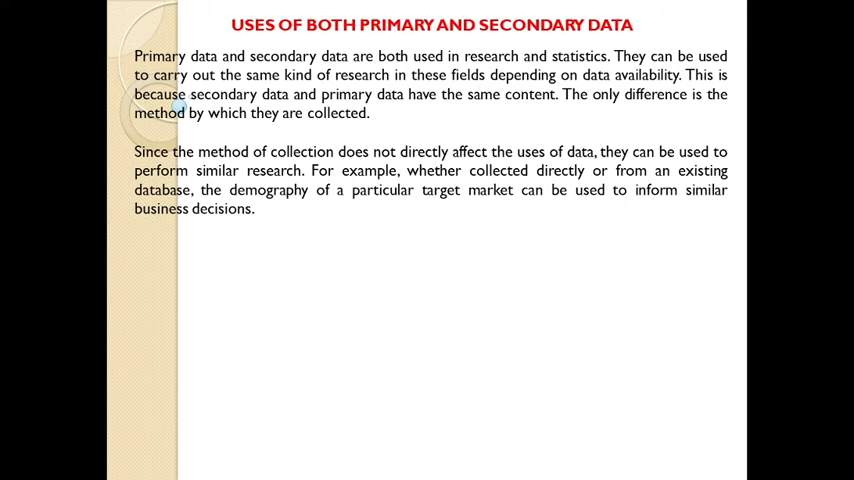 USES OF BOTH PRIMARY AND SECONDARY DATA
Primary data and secondary data are both used in research and statistics. They can be used
to carry out the same kind of research in these fields depending on data availability. This is
because secondary data and primary data have the same content. The only difference is the
method by which they are collected.
Since the method of collection does not directly affect the uses of data, they can be used to
perform similar research. For example, whether collected directly or from an existing
database, the demography of a particular target market can be used to inform similar
business decisions.